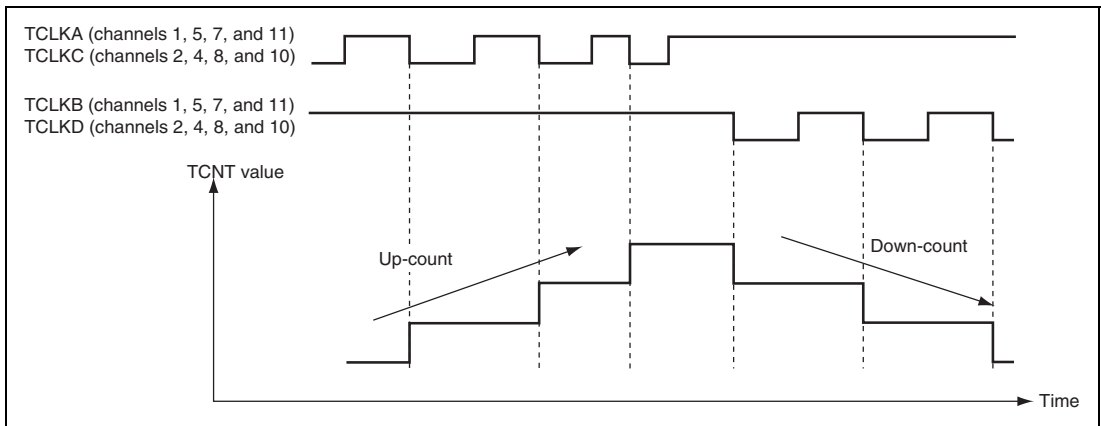 TCLKA (channels 1, 5, 7, and 11)
TCLKC (channels 2, 4, 8, and 10)
TCLKB (channels 1, 5, 7, and 11)
TCLKD (channels 2, 4, 8, and 10)
TCNT value
Up-count
Down-count
Time